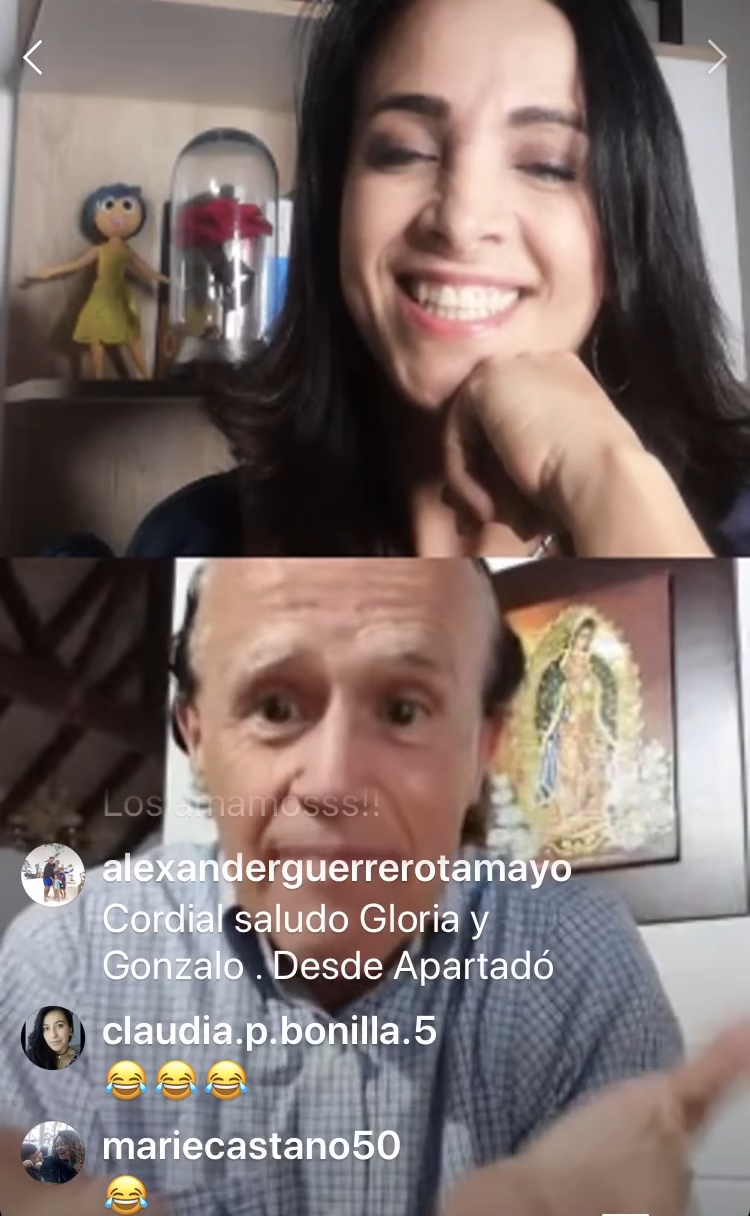 Los amamosss!!
alexanderguerrerotamayo
Cordial saludo Gloria y
Gonzalo . Desde Apartadó
claudia.p.bonilla.5
😂😂😂
mariecastano50
😂